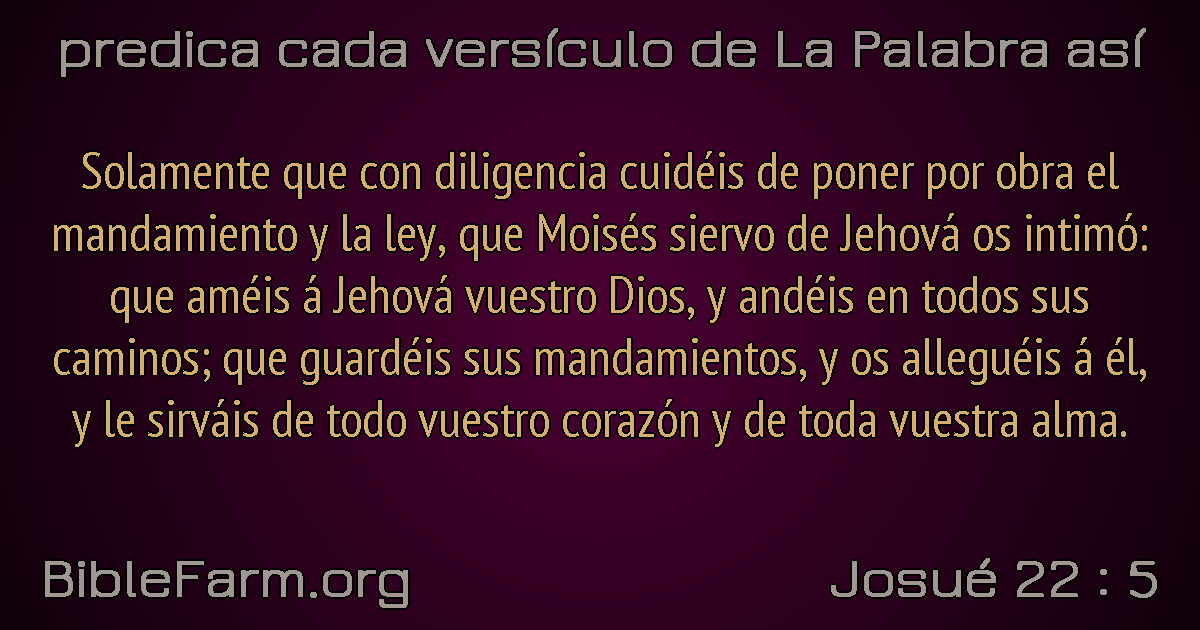 predica cada versículo de La Palabra así
Solamente que con diligencia cuidéis de poner por obra el
mandamiento y la ley, que Moisés siervo de Jehová os intimó:
que améis á Jehová vuestro Dios, y andéis en todos sus
caminos; que guardéis sus mandamientos, y os alleguéis á él,
y le sirváis de todo vuestro corazón y de toda vuestra alma.
BibleFarm.org
Josué 22 : 5